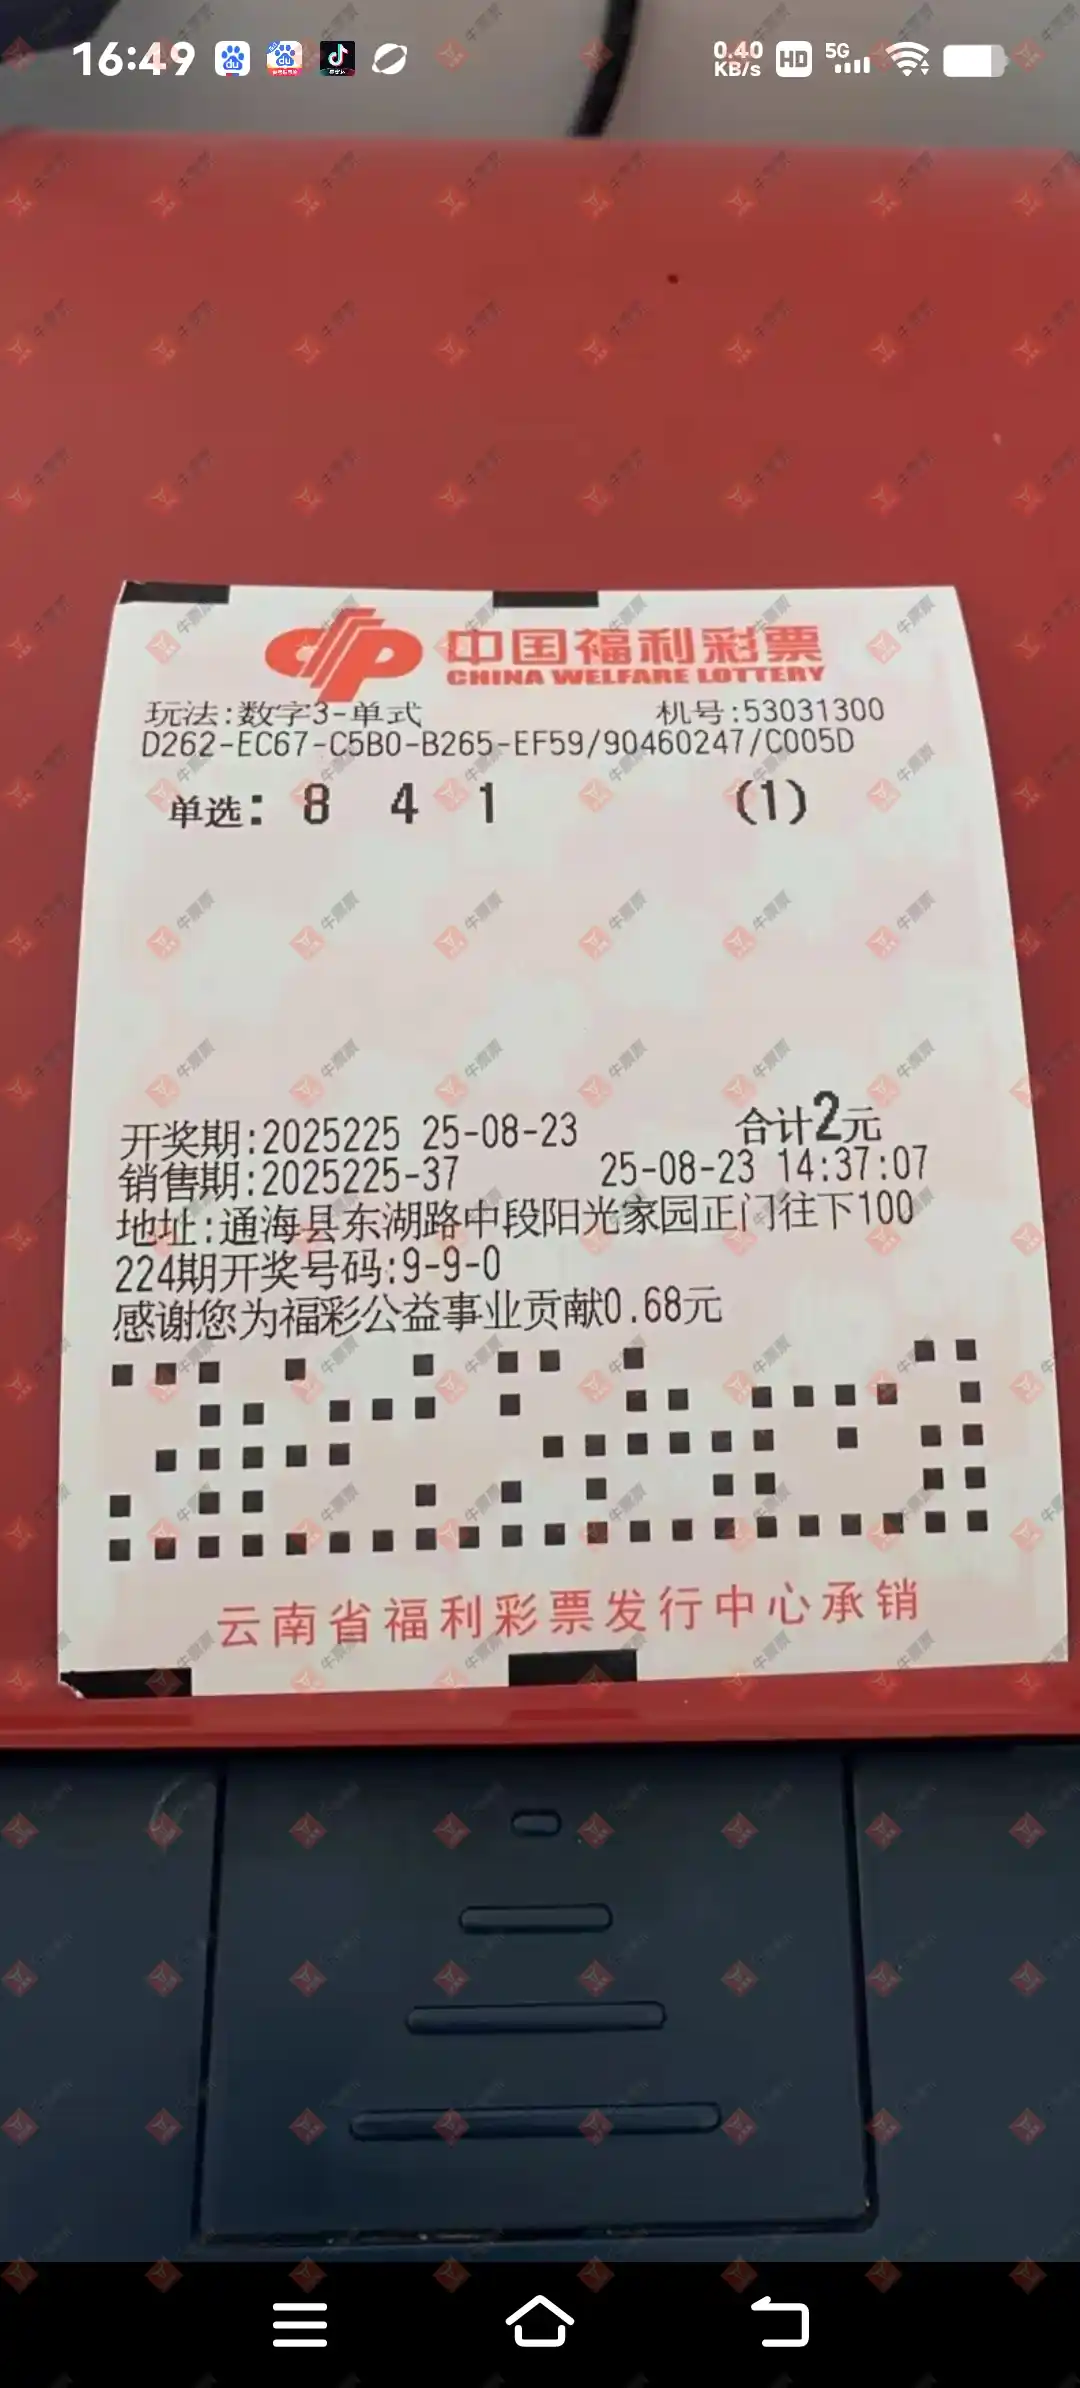 16:49
0.40 KB/s HD 5G
中国福利彩票
CHINA WELFARE LOTTERY
玩法:数字3-单式 机号:53031300
D262-EC67-C5B0-B265-EF59/90460247/C005D
单选: 8 4 1 (1)
开奖期:2025225 25-08-23 合计2元
销售期:2025225-37 25-08-23 14:37:07
地址:通海县东湖路中段阳光家园正门往下100
224期开奖号码:9-9-0
感谢您为福彩公益事业贡献0.68元
云南省福利彩票发行中心承销
牛票票